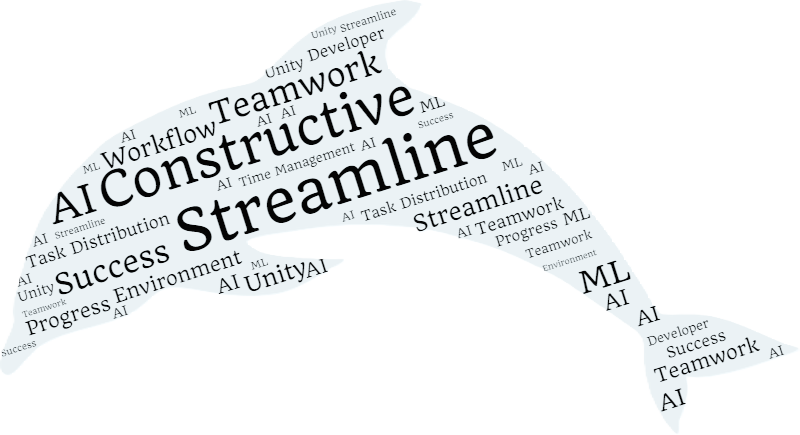 Unity Streamline
Unity Developer
Teamwork
ML
AI
AI
AI
Workflow
ML
Constructive
ML
Success
AI
AI
Time Management
AI
Streamline
ML
AI
AI
Streamline
AI
Task Distribution
AI
Task Distribution
Streamline
AI
Teamwork
ML
Progress
Teamwork
Environment
AI
Unity
Success
Teamwork
Progress
Environment
AI
ML
AI
Unity
AI
Success
ML
AI
AI
Developer
Success
Teamwork
AI
AI